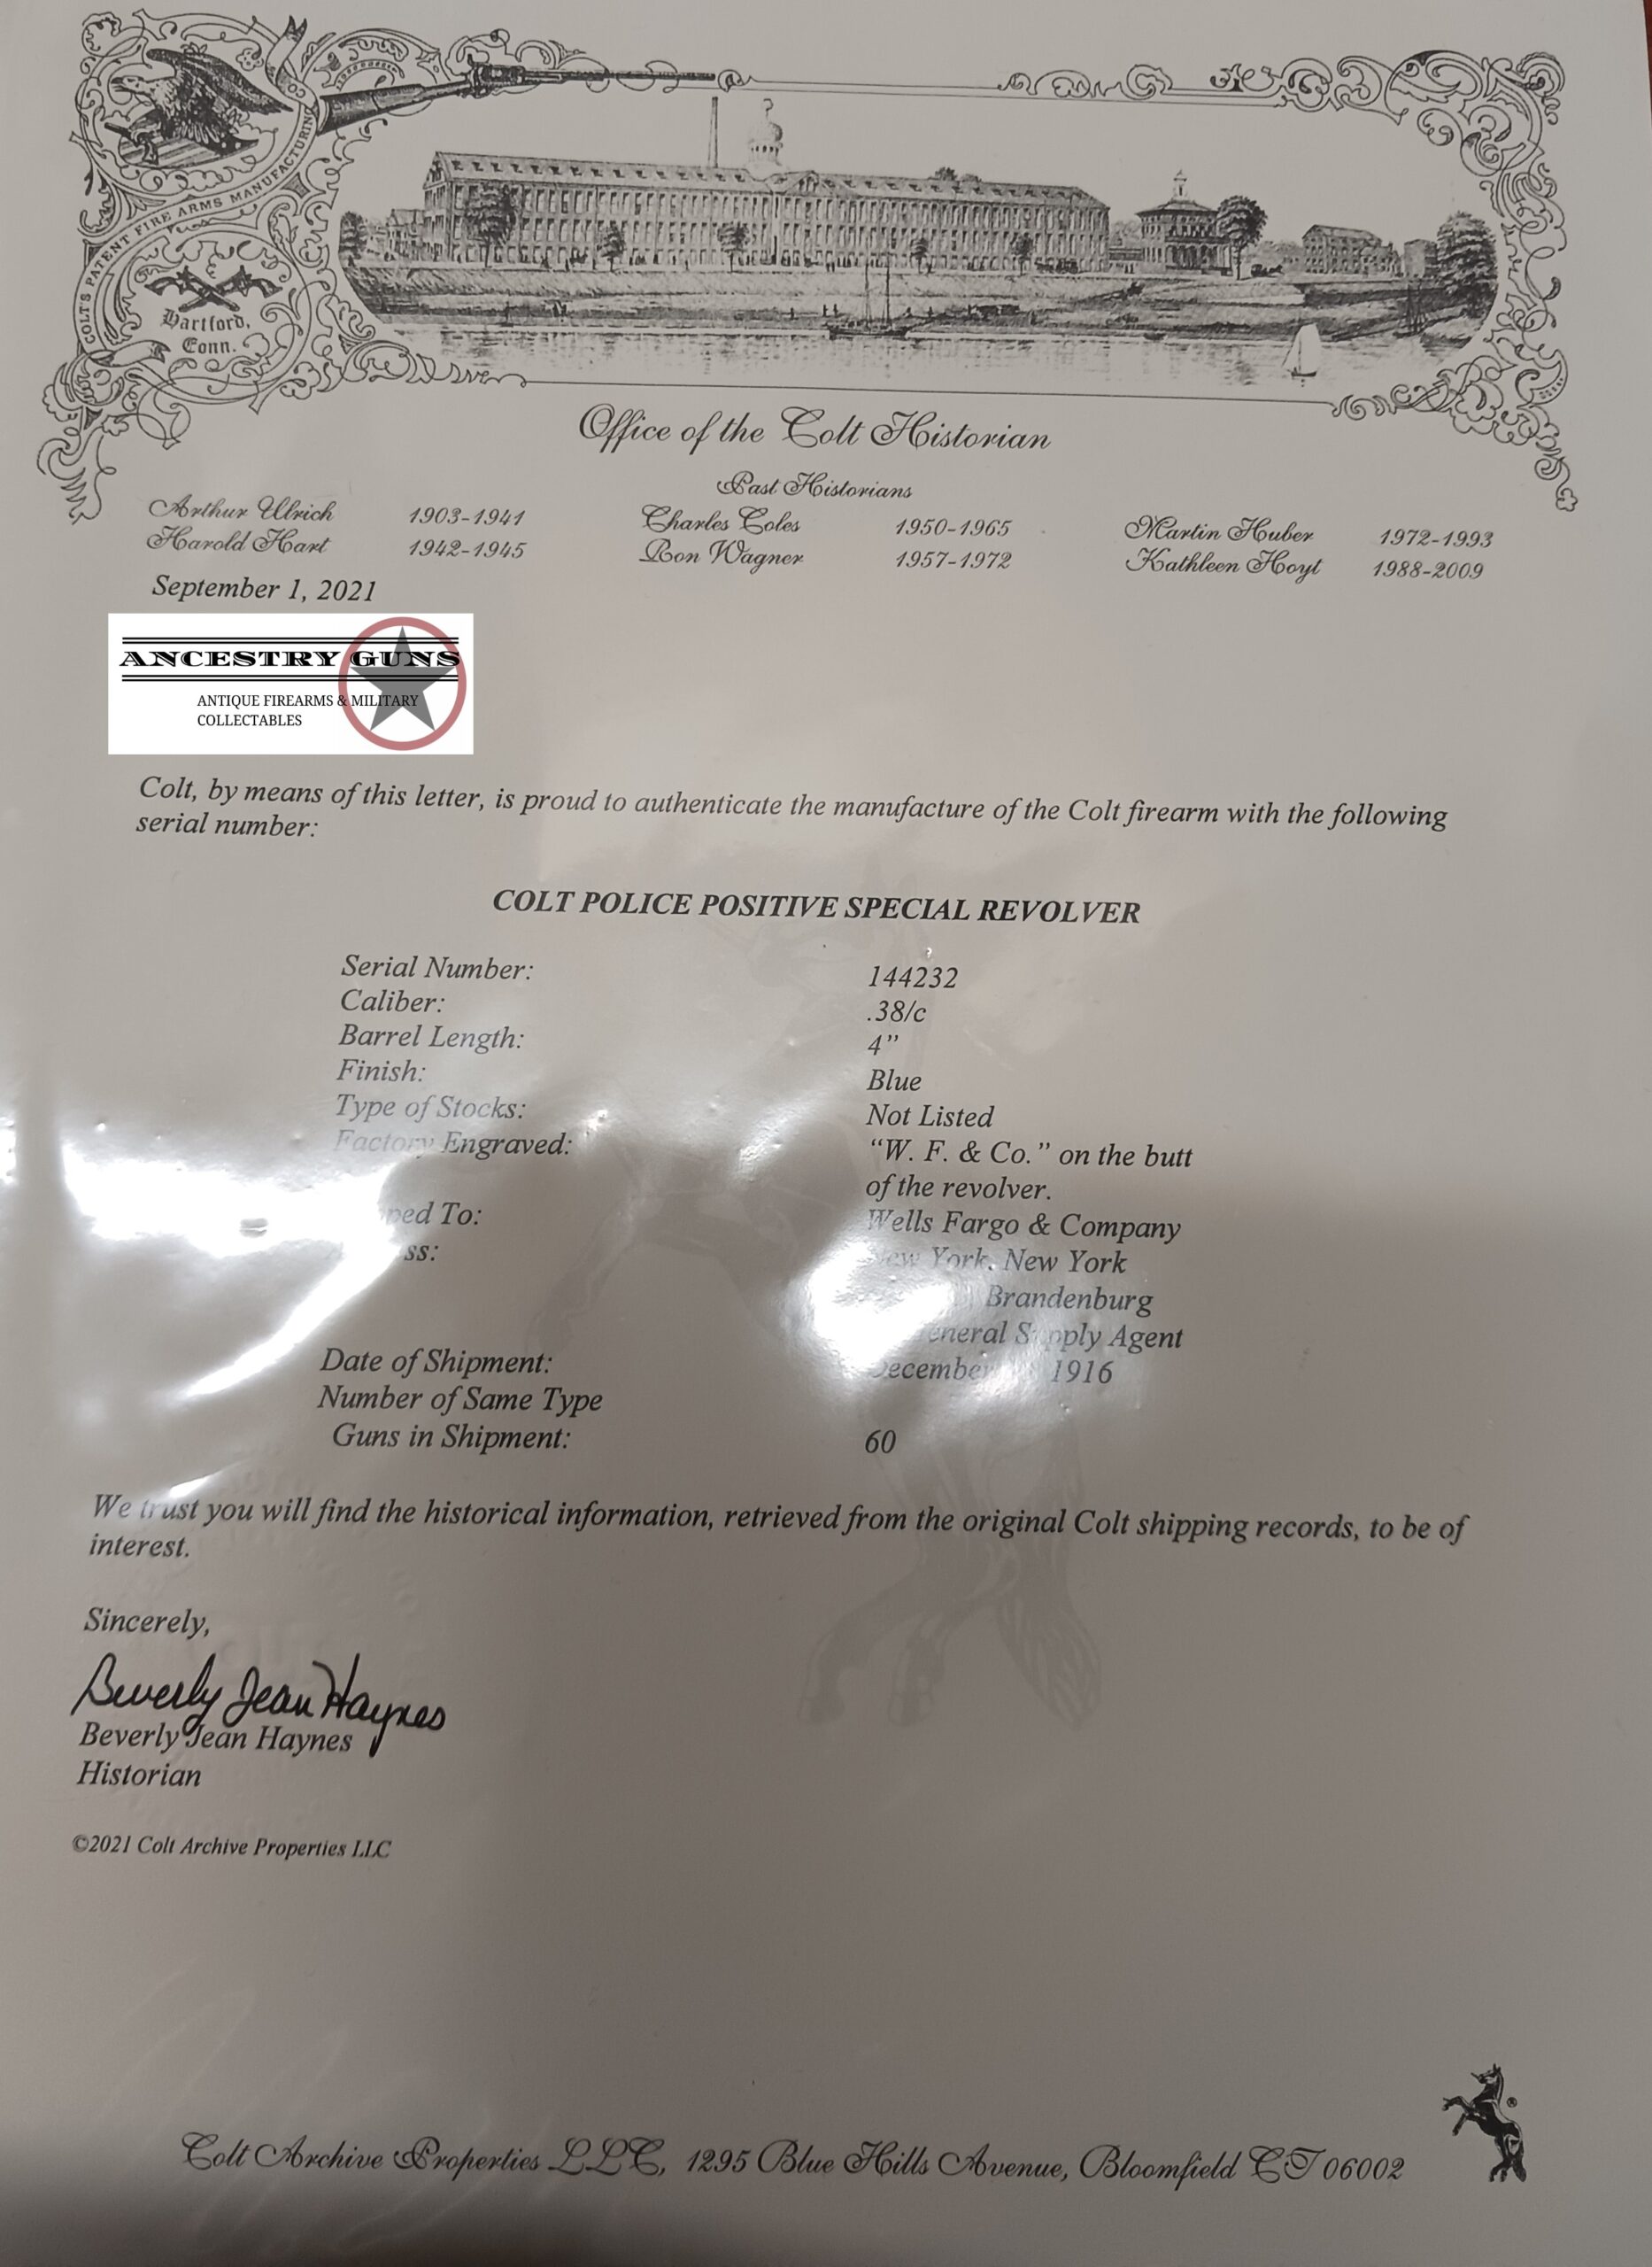 COLT'S PATENT FIRE ARMS MANUFACTURING
Hartford,
Conn.
Office of the Colt Historian
Past Historians
Arthur Ulrich 1903-1941 Charles Coles 1950-1965 Martin Huber 1972-1993
Harold Hart 1942-1945 Ron Wagner 1957-1972 Kathleen Hoyt 1988-2009
September 1, 2021
ANCESTRY GUNS
ANTIQUE FIREARMS & MILITARY
COLLECTABLES
Colt, by means of this letter, is proud to authenticate the manufacture of the Colt firearm with the following
serial number:
COLT POLICE POSITIVE SPECIAL REVOLVER
Serial Number: 144232
Caliber: .38/c
Barrel Length: 4”
Finish: Blue
Type of Stocks: Not Listed
Factory Engraved: “W. F. & Co.” on the butt
of the revolver.
To: Wells Fargo & Company
New York, New York
Brandenburg
General Supply Agent
Date of Shipment: December 1916
Number of Same Type
Guns in Shipment: 60
We trust you will find the historical information, retrieved from the original Colt shipping records, to be of
interest.
Sincerely,
Beverly Jean Haynes
Beverly Jean Haynes
Historian
©2021 Colt Archive Properties LLC
®
Colt Archive Properties LLC, 1295 Blue Hills Avenue, Bloomfield CT 06002